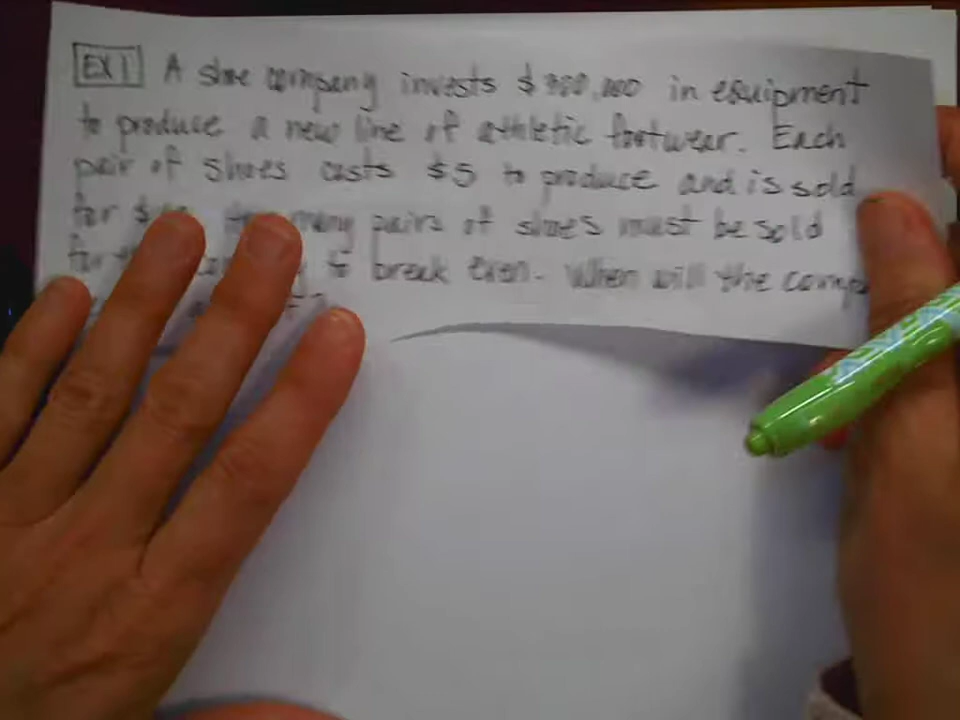 EX 1 A shoe company invests $300,000 in equipment
to produce a new line of athletic footwear. Each
pair of shoes costs $5 to produce and is sold
for many pairs of shoes must be sold
to break even. When will the